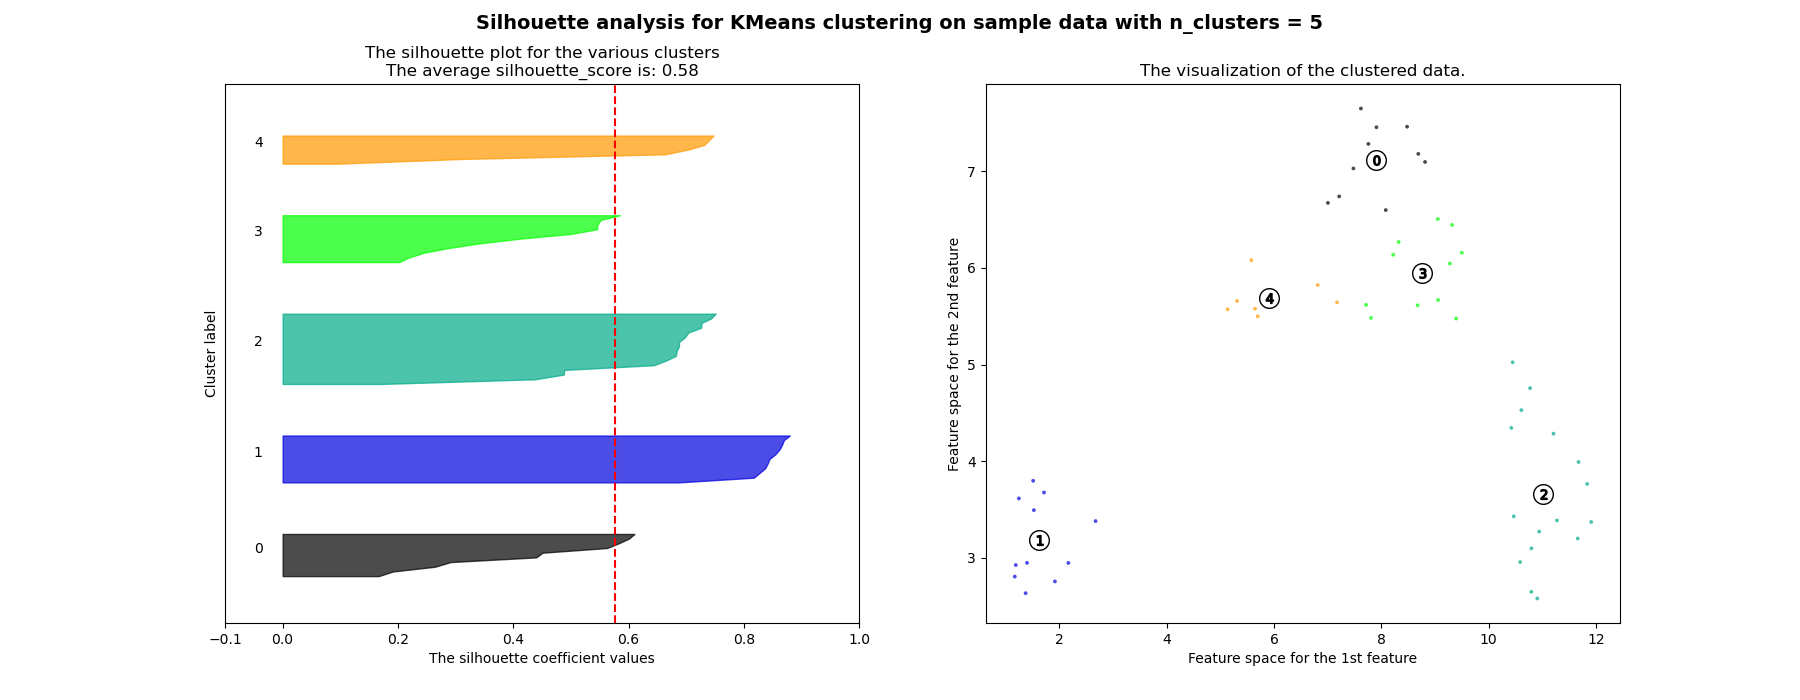 Silhouette analysis for KMeans clustering on sample data with n_clusters = 5
The silhouette plot for the various clusters
The average silhouette_score is: 0.58
4
3
2
1
0
Cluster label
−0.1 0.0 0.2 0.4 0.6 0.8 1.0
The silhouette coefficient values
The visualization of the clustered data.
7
6
5
4
3
Feature space for the 2nd feature
0
3
4
2
1
2 4 6 8 10 12
Feature space for the 1st feature